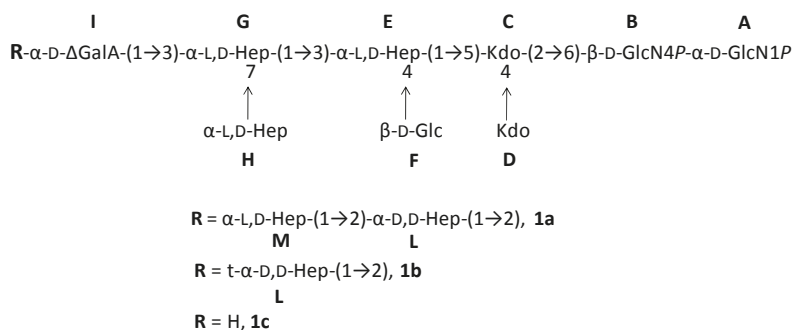 I G E C B A
R-α-D-ΔGalA-(1→3)-α-L,D-Hep-(1→3)-α-L,D-Hep-(1→5)-Kdo-(2→6)-β-D-GlcN4P-α-D-GlcN1P
7 4 4
α-L,D-Hep β-D-Glc Kdo
H F D
R = α-L,D-Hep-(1→2)-α-D,D-Hep-(1→2), 1a
M L
R = t-α-D,D-Hep-(1→2), 1b
L
R = H, 1c